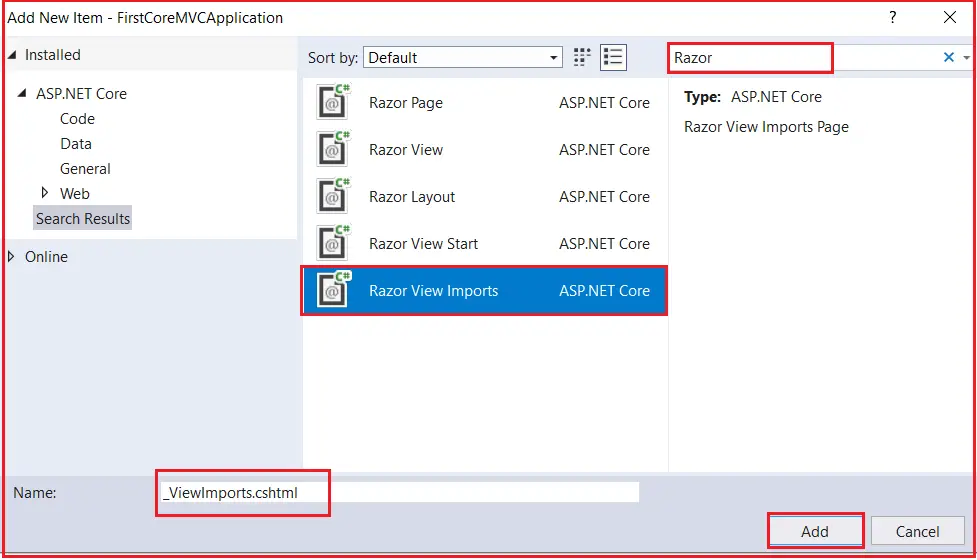 Add New Item - FirstCoreMVCApplication ?
Installed
Sort by: Default
Razor
ASP.NET Core
Code
Data
General
Web
Search Results
Online
Razor Page ASP.NET Core
Razor View ASP.NET Core
Razor Layout ASP.NET Core
Razor View Start ASP.NET Core
Razor View Imports ASP.NET Core
Type: ASP.NET Core
Razor View Imports Page
Name: _ViewImports.cshtml
Add Cancel